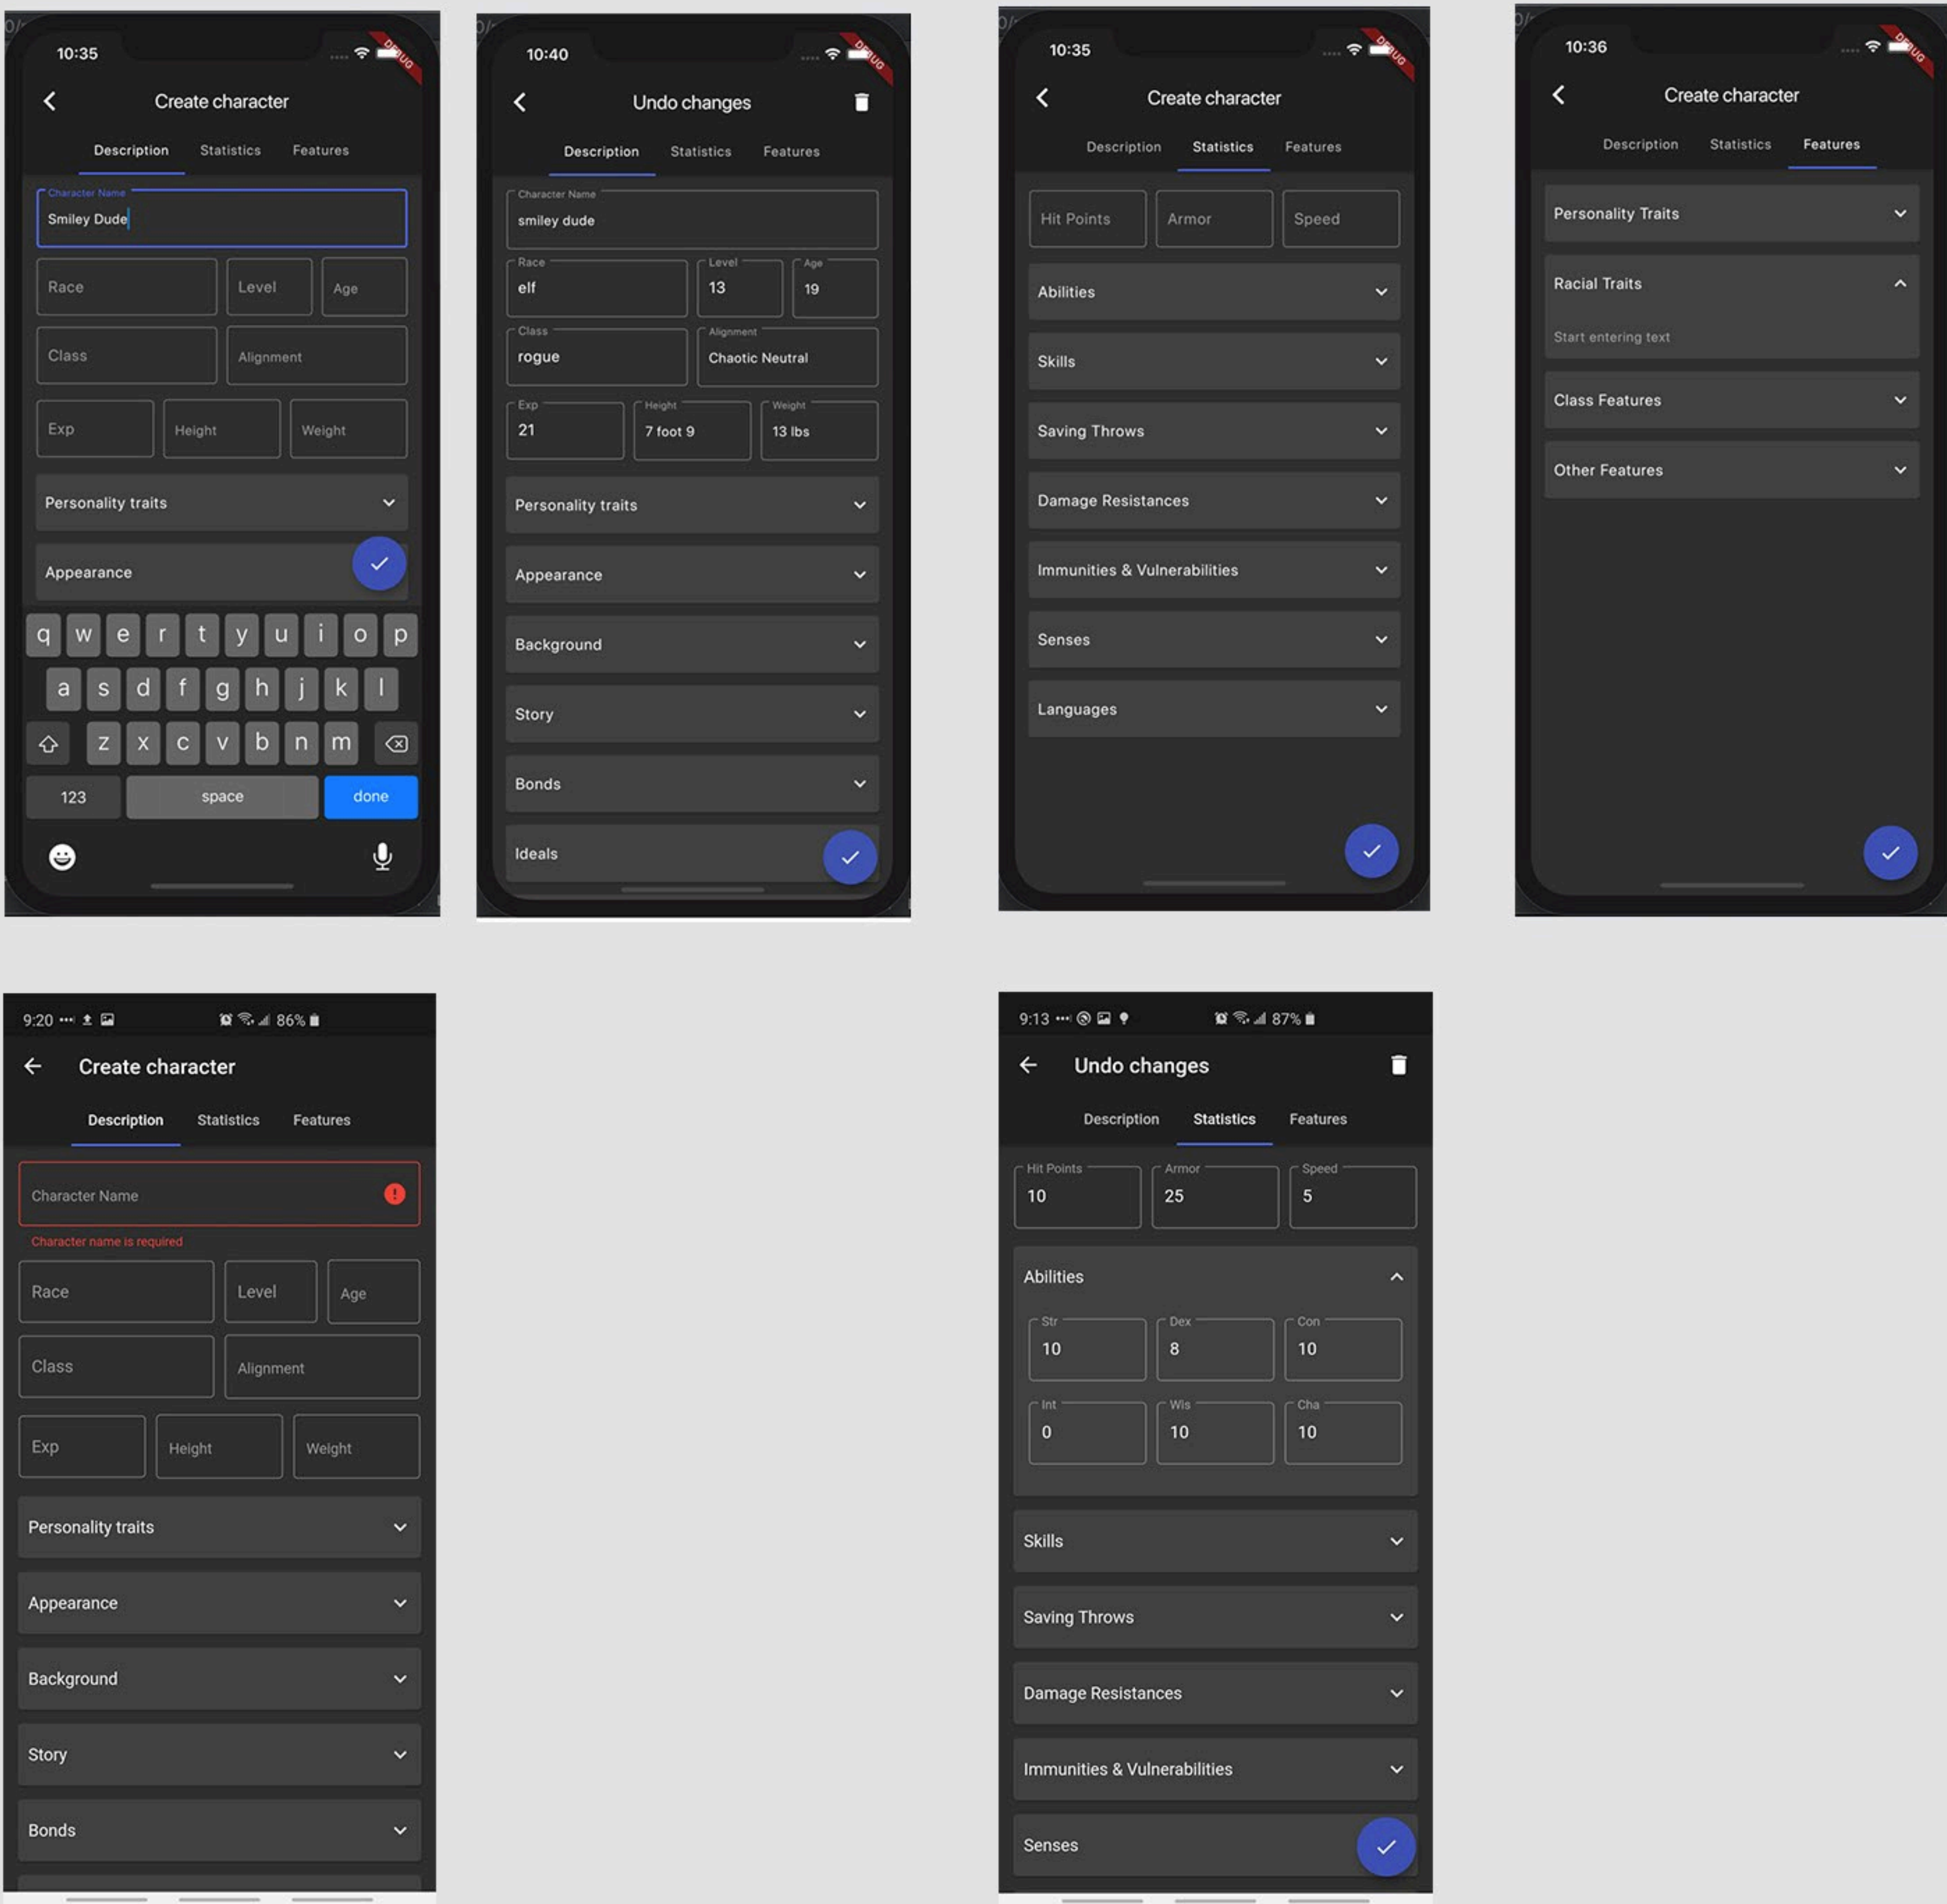 10:35
DEBUG
Create character
Description Statistics Features
Character Name
Smiley Dude
Race Level Age
Class Alignment
Exp Height Weight
Personality traits
Appearance
q w e r t y u i o p
a s d f g h j k l
z x c v b n m
123 space done
10:40
DEBUG
Undo changes
Description Statistics Features
Character Name
smiley dude
Race Level Age
elf 13 19
Class Alignment
rogue Chaotic Neutral
Exp Height Weight
21 7 foot 9 13 lbs
Personality traits
Appearance
Background
Story
Bonds
Ideals
10:35
DEBUG
Create character
Description Statistics Features
Hit Points Armor Speed
Abilities
Skills
Saving Throws
Damage Resistances
Immunities & Vulnerabilities
Senses
Languages
10:36
DEBUG
Create character
Description Statistics Features
Personality Traits
Racial Traits
Start entering text
Class Features
Other Features
9:20 86%
Create character
Description Statistics Features
Character Name
Character name is required
Race Level Age
Class Alignment
Exp Height Weight
Personality traits
Appearance
Background
Story
Bonds
9:13 87%
Undo changes
Description Statistics Features
Hit Points Armor Speed
10 25 5
Abilities
Str Dex Con
10 8 10
Int Wis Cha
0 10 10
Skills
Saving Throws
Damage Resistances
Immunities & Vulnerabilities
Senses